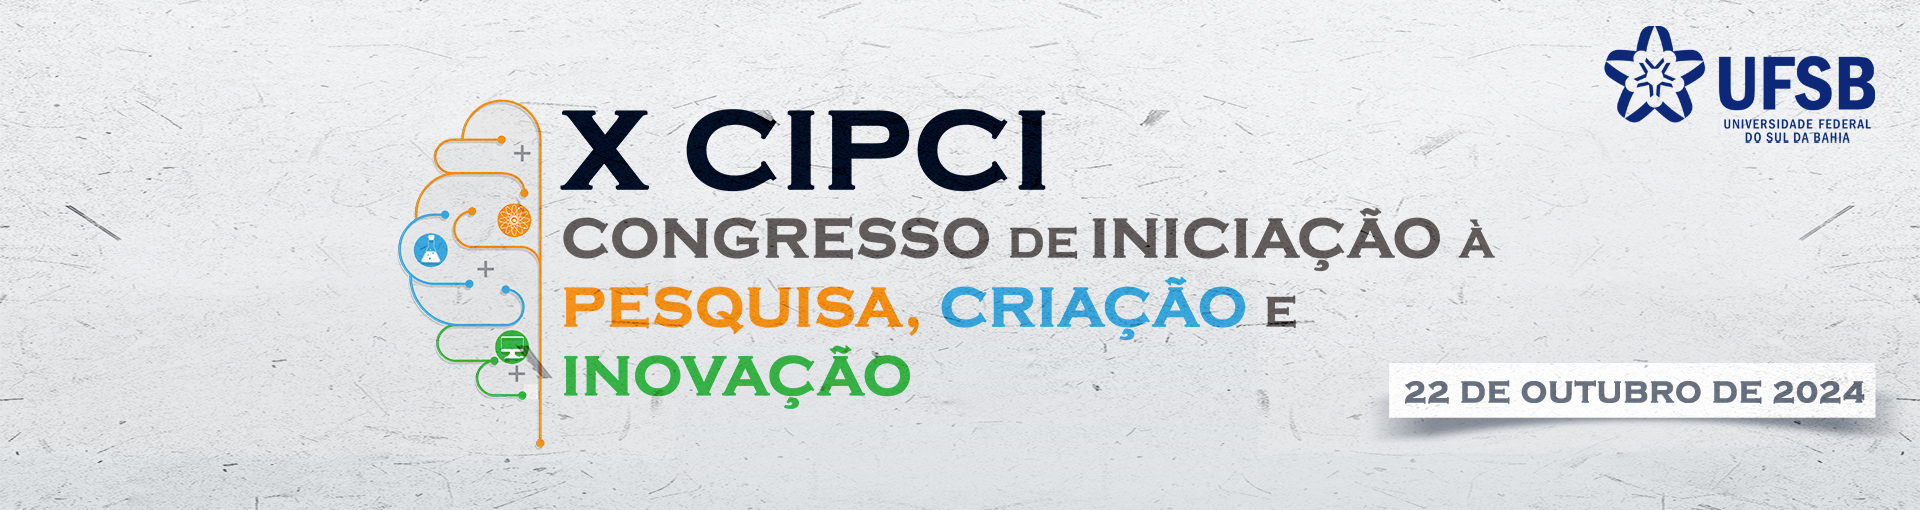 X CIPCI
CONGRESSO DE INICIAÇÃO À
PESQUISA, CRIAÇÃO E
INOVAÇÃO
UFSB
UNIVERSIDADE FEDERAL
DO SUL DA BAHIA
22 DE OUTUBRO DE 2024